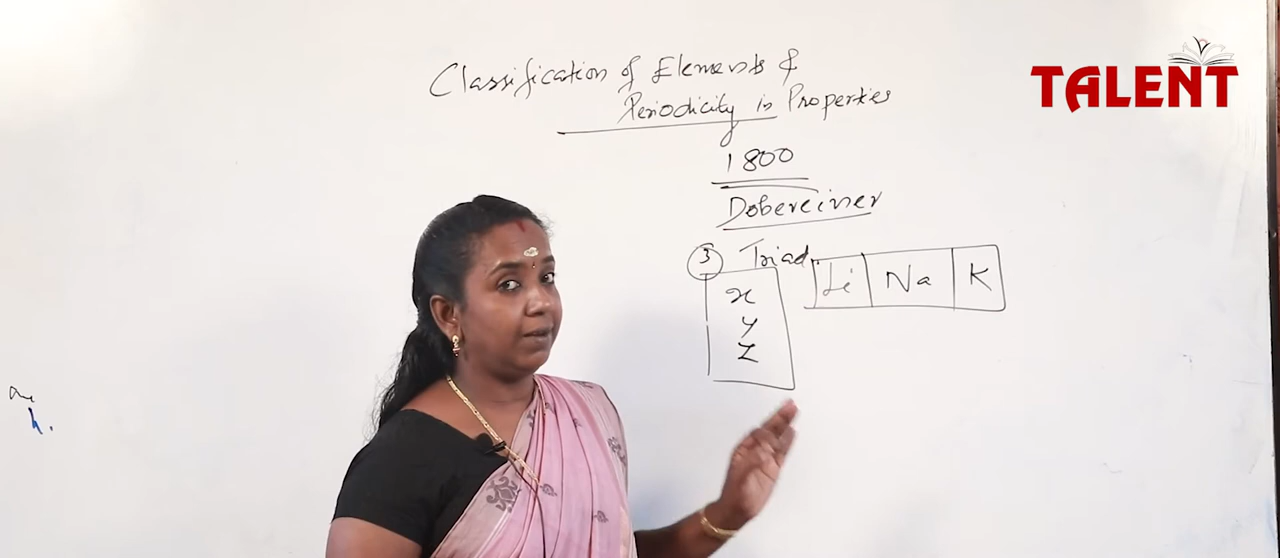 TALENT
Classification of Elements &
Periodicity in Properties
1800
Dobereiner
3 Triad
Li Na K
x
y
z
h.